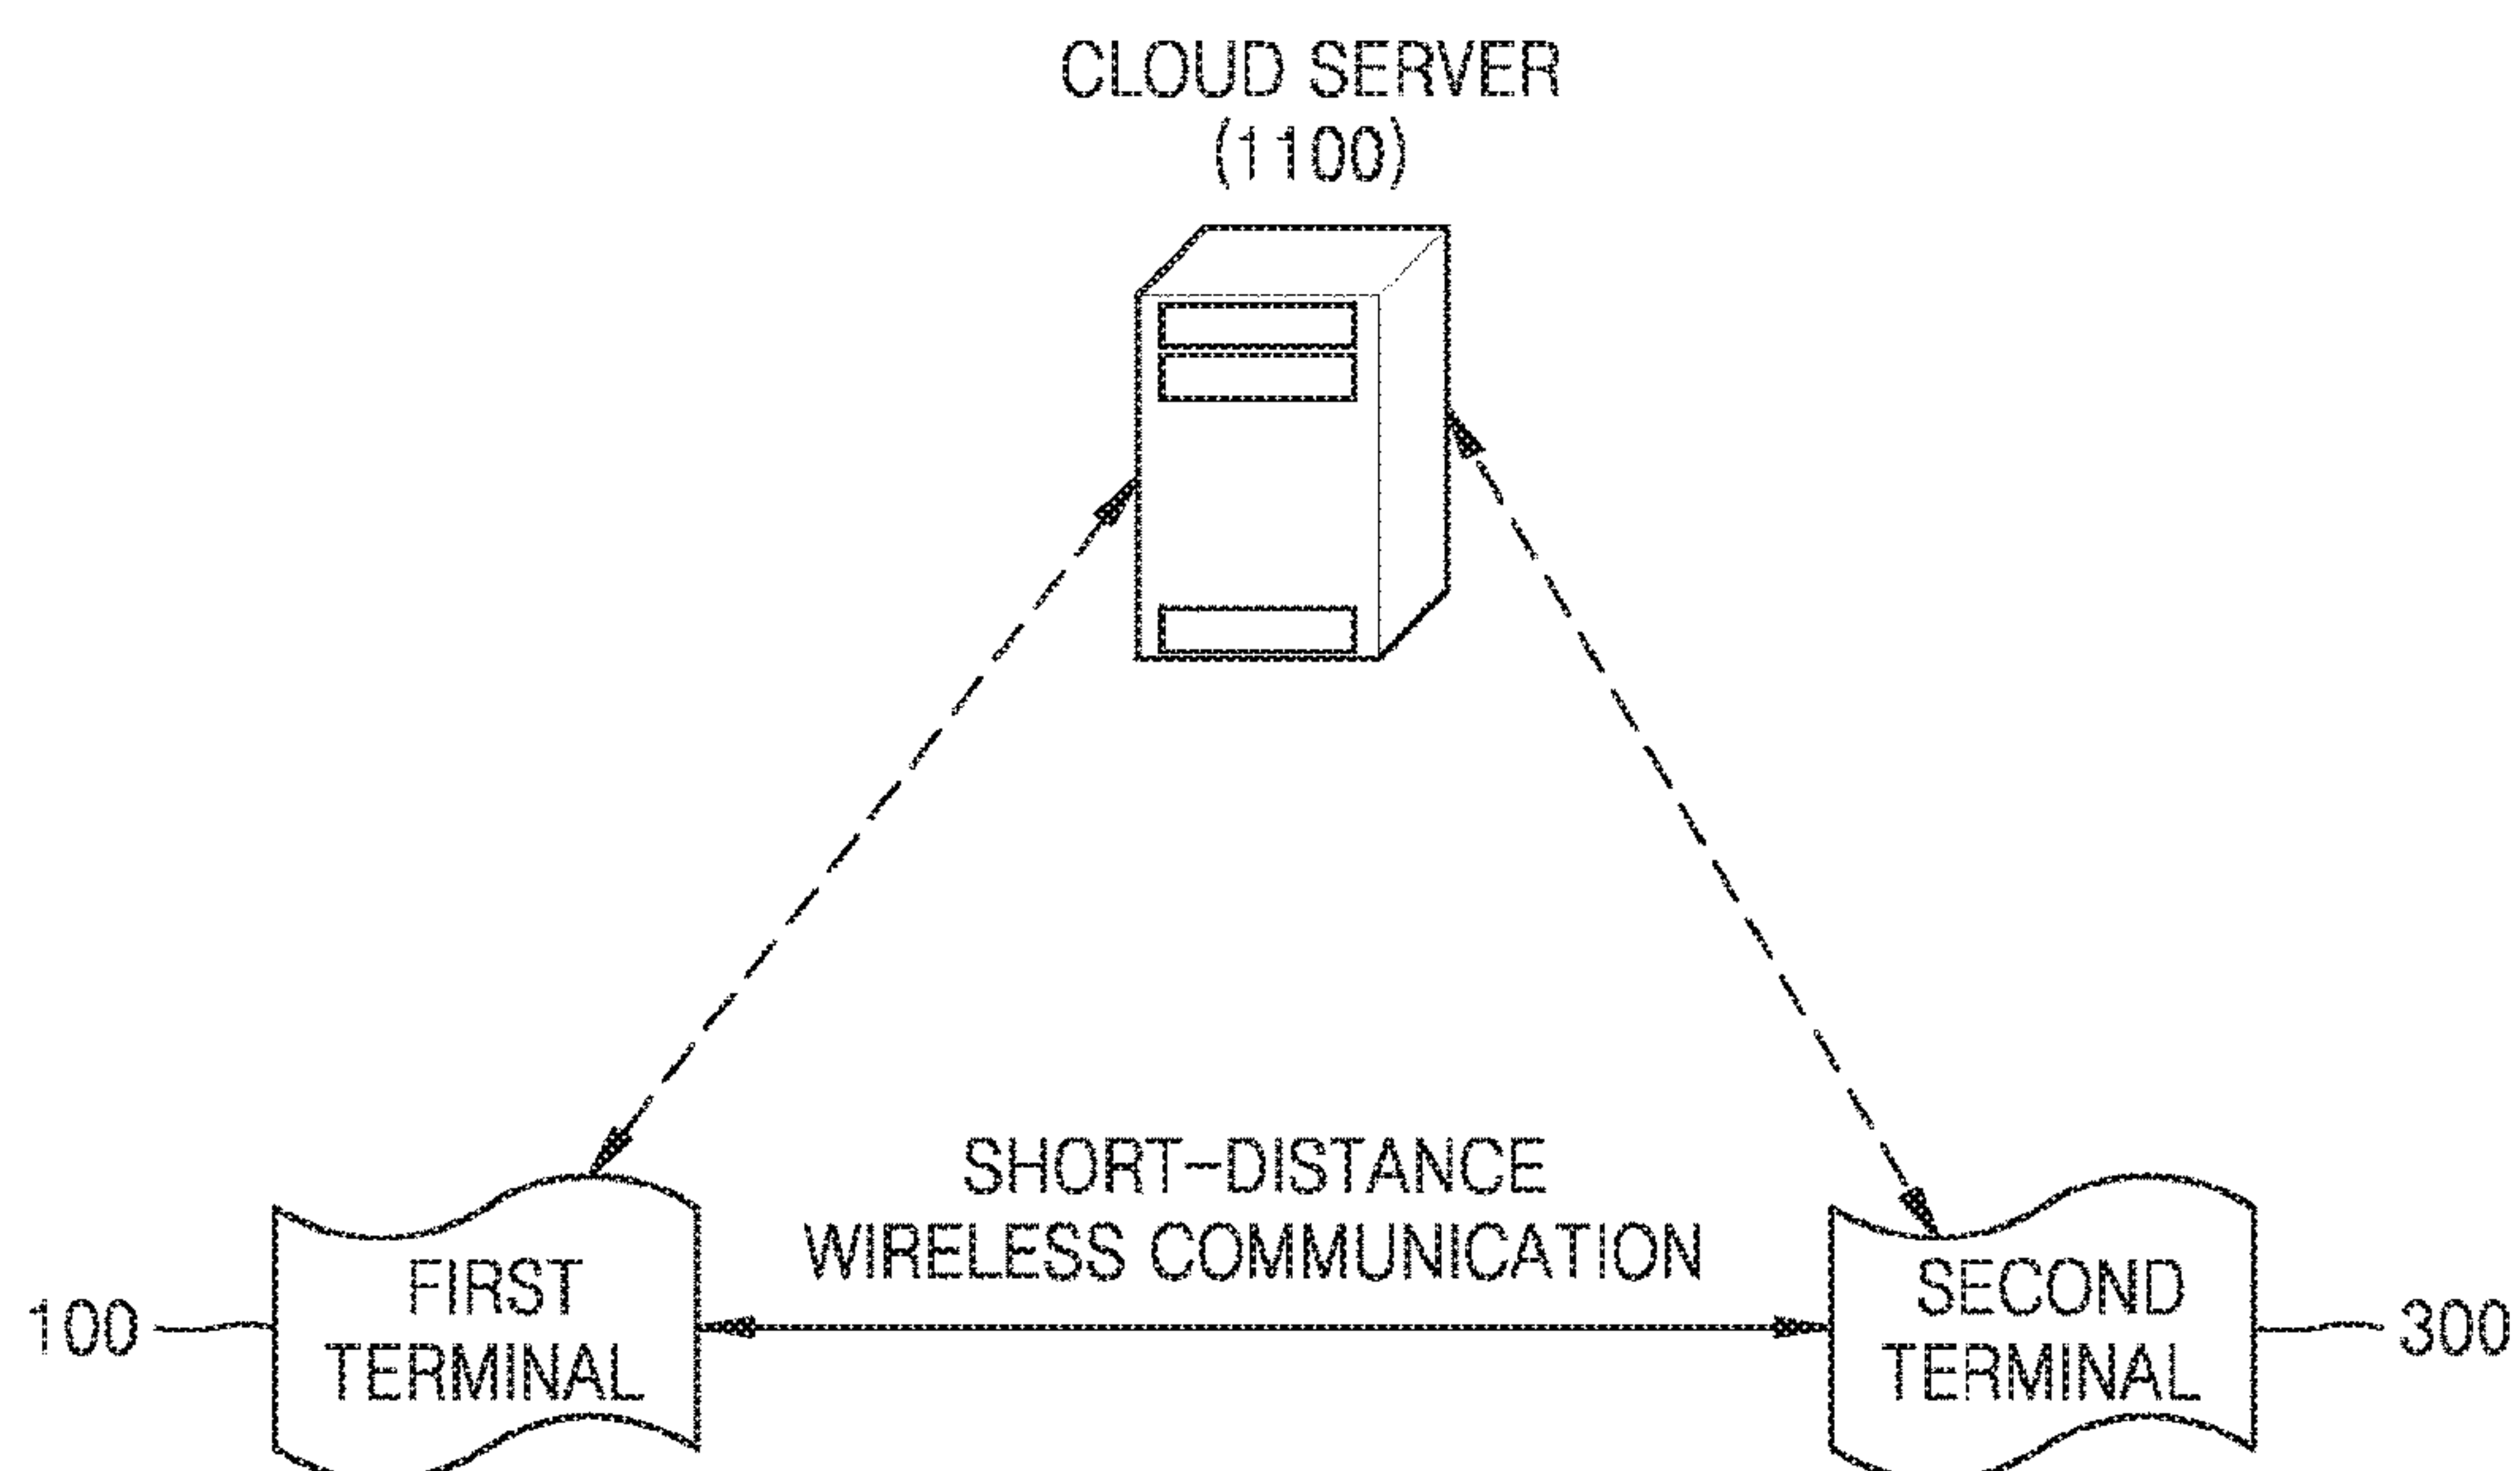 CLOUD SERVER
(1100)
SHORT-DISTANCE
WIRELESS COMMUNICATION
FIRST
TERMINAL
100
SECOND
TERMINAL
300